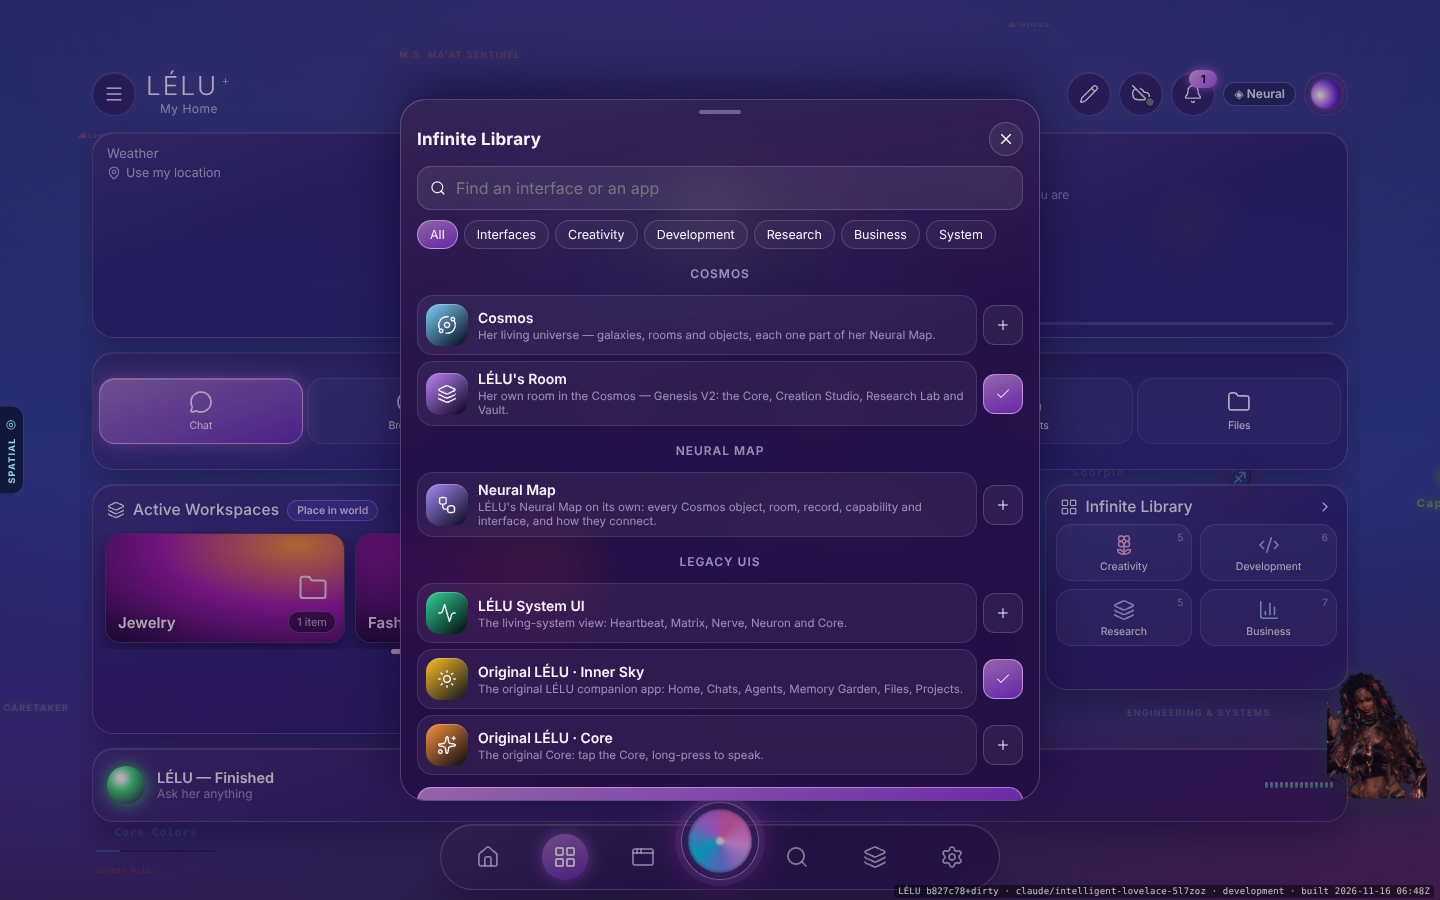 Skyreach
M.S. MA'AT SENTINEL
LÉLU +
My Home
1
◈ Neural
Weather
Use my location
u are
Infinite Library
Find an interface or an app
All
Interfaces
Creativity
Development
Research
Business
System
COSMOS
Cosmos
Her living universe — galaxies, rooms and objects, each one part of her Neural Map.
LÉLU's Room
Her own room in the Cosmos — Genesis V2: the Core, Creation Studio, Research Lab and
Vault.
NEURAL MAP
Neural Map
LÉLU's Neural Map on its own: every Cosmos object, room, record, capability and
interface, and how they connect.
LEGACY UIS
LÉLU System UI
The living-system view: Heartbeat, Matrix, Nerve, Neuron and Core.
Original LÉLU · Inner Sky
The original LÉLU companion app: Home, Chats, Agents, Memory Garden, Files, Projects.
Original LÉLU · Core
The original Core: tap the Core, long-press to speak.
Chat
Br
ts
Files
SPATIAL
Scorpio
Cap
Active Workspaces
Place in world
Jewelry
1 item
Fash
Infinite Library
Creativity
5
Development
6
Research
5
Business
7
CARETAKER
ENGINEERING & SYSTEMS
LÉLU — Finished
Ask her anything
Core Colors
LÉLU b827c78+dirty · claude/intelligent-lovelace-5l7zoz · development · built 2026-11-16 06:48Z